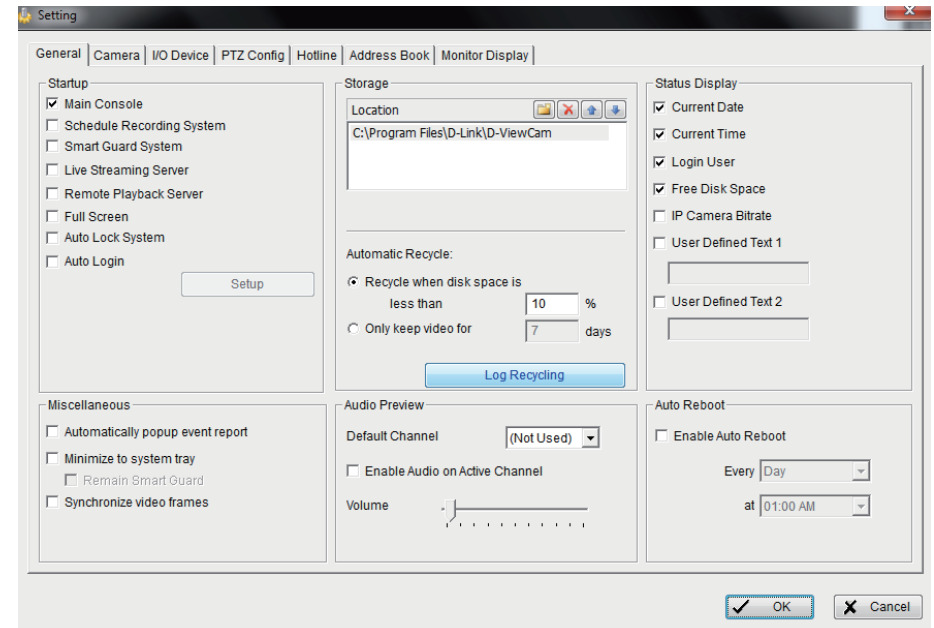 Setting
General Camera I/O Device PTZ Config Hotline Address Book Monitor Display
Startup
Main Console
Schedule Recording System
Smart Guard System
Live Streaming Server
Remote Playback Server
Full Screen
Auto Lock System
Auto Login
Setup
Storage
Location
C:\Program Files\D-Link\D-ViewCam
Automatic Recycle:
Recycle when disk space is
less than 10 %
Only keep video for 7 days
Log Recycling
Status Display
Current Date
Current Time
Login User
Free Disk Space
IP Camera Bitrate
User Defined Text 1
User Defined Text 2
Miscellaneous
Automatically popup event report
Minimize to system tray
Remain Smart Guard
Synchronize video frames
Audio Preview
Default Channel (Not Used)
Enable Audio on Active Channel
Volume
Auto Reboot
Enable Auto Reboot
Every Day
at 01:00 AM
OK Cancel